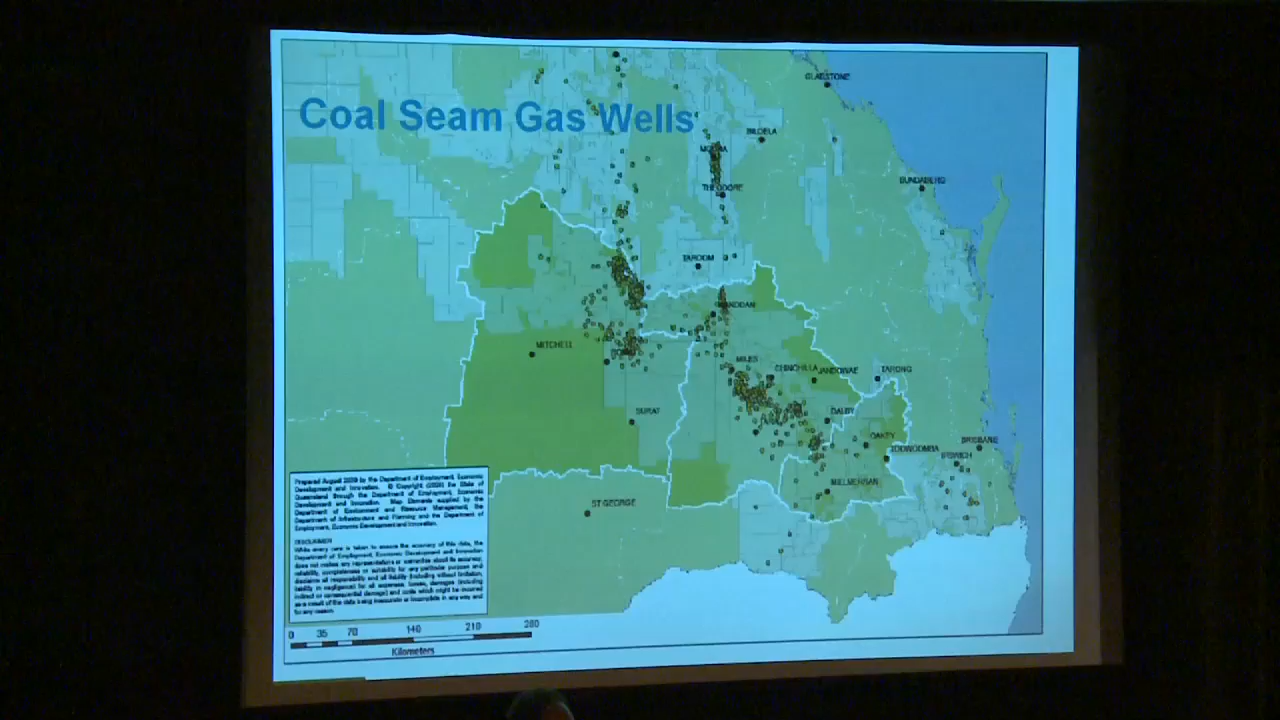 Coal Seam Gas Wells
GLADSTONE
BILOELA
MOURA
BUNDABERG
THEODORE
TAROOM
WANDOAN
MITCHELL
MILES
CHINCHILLA
JANDOWAE
TARONG
SURAT
DALBY
OAKEY
BRISBANE
TOOWOOMBA
IPSWICH
MILLMERRAN
ST GEORGE
Prepared August 2009 by the Department of Employment, Economic
Development and Innovation. © Copyright (2009) the State of
Queensland through the Department of Employment, Economic
Development and Innovation. Map Elements supplied by the
Department of Environment and Resource Management, the
Department of Infrastructure and Planning and the Department of
Employment, Economic Development and Innovation.
DISCLAIMER
While every care is taken to ensure the accuracy of this data, the
Department of Employment, Economic Development and Innovation
does not makes any representations or warranties about its accuracy,
reliability, completeness or suitability for any particular purpose and
disclaims all responsibility and all liability (including without limitation,
liability in negligence) for all expenses, losses, damages (including
indirect or consequential damage) and costs which might be incurred
as a result of the data being inaccurate or incomplete in any way and
for any reason.
0 35 70 140 210 280
Kilometers